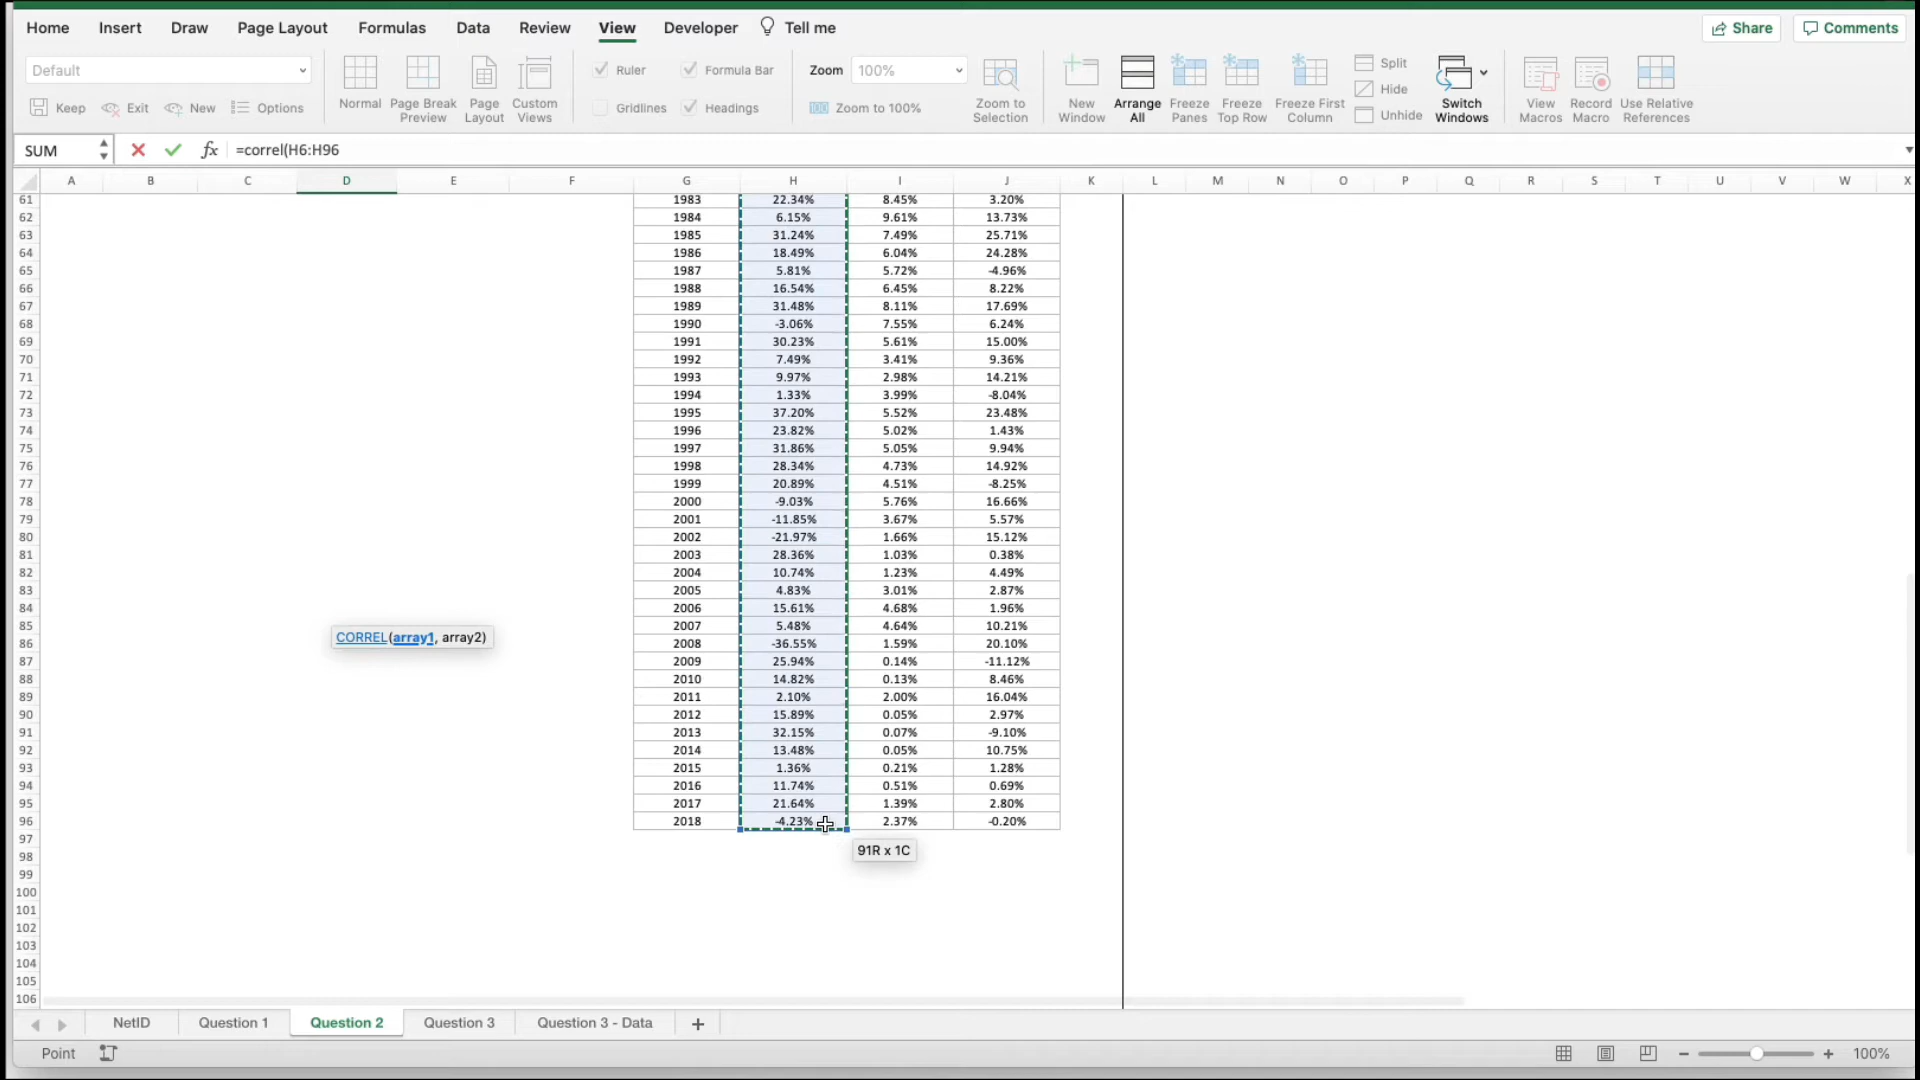 Home Insert Draw Page Layout Formulas Data Review View Developer Tell me Share Comments
Default Ruler Formula Bar Zoom 100% Split
Keep Exit New Options Normal Page Break Preview Page Layout Custom Views Gridlines Headings Zoom to 100% Zoom to Selection New Window Arrange All Freeze Panes Freeze Top Row Freeze First Column Hide Unhide Switch Windows View Macros Record Macro Use Relative References
SUM fx =correl(H6:H96
A B C D E F G H I J K L M N O P Q R S T U V W X
61 1983 22.34% 8.45% 3.20%
62 1984 6.15% 9.61% 13.73%
63 1985 31.24% 7.49% 25.71%
64 1986 18.49% 6.04% 24.28%
65 1987 5.81% 5.72% -4.96%
66 1988 16.54% 6.45% 8.22%
67 1989 31.48% 8.11% 17.69%
68 1990 -3.06% 7.55% 6.24%
69 1991 30.23% 5.61% 15.00%
70 1992 7.49% 3.41% 9.36%
71 1993 9.97% 2.98% 14.21%
72 1994 1.33% 3.99% -8.04%
73 1995 37.20% 5.52% 23.48%
74 1996 23.82% 5.02% 1.43%
75 1997 31.86% 5.05% 9.94%
76 1998 28.34% 4.73% 14.92%
77 1999 20.89% 4.51% -8.25%
78 2000 -9.03% 5.76% 16.66%
79 2001 -11.85% 3.67% 5.57%
80 2002 -21.97% 1.66% 15.12%
81 2003 28.36% 1.03% 0.38%
82 2004 10.74% 1.23% 4.49%
83 2005 4.83% 3.01% 2.87%
84 2006 15.61% 4.68% 1.96%
85 2007 5.48% 4.64% 10.21%
CORREL(array1, array2)
86 2008 -36.55% 1.59% 20.10%
87 2009 25.94% 0.14% -11.12%
88 2010 14.82% 0.13% 8.46%
89 2011 2.10% 2.00% 16.04%
90 2012 15.89% 0.05% 2.97%
91 2013 32.15% 0.07% -9.10%
92 2014 13.48% 0.05% 10.75%
93 2015 1.36% 0.21% 1.28%
94 2016 11.74% 0.51% 0.69%
95 2017 21.64% 1.39% 2.80%
96 2018 -4.23% 2.37% -0.20%
97
91R x 1C
98
99
100
101
102
103
104
105
106
NetID Question 1 Question 2 Question 3 Question 3 - Data +
Point 100%